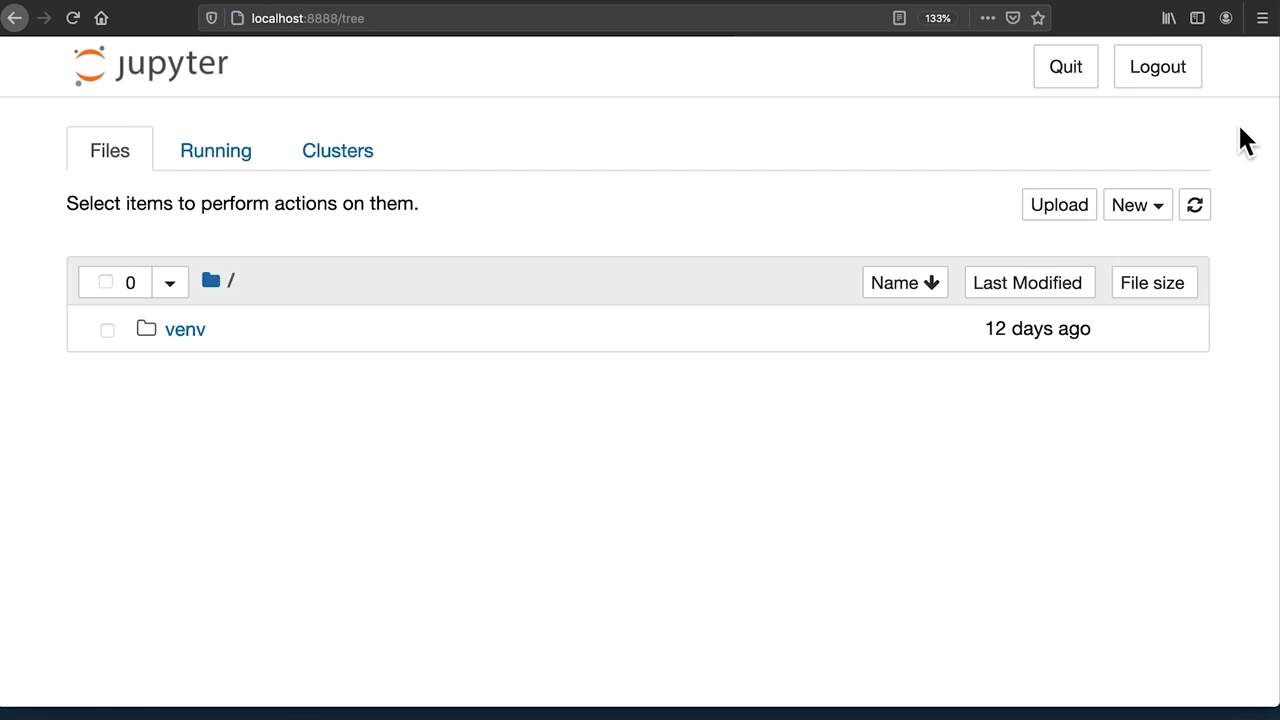 localhost:8888/tree
133%
jupyter
Quit
Logout
Files
Running
Clusters
Select items to perform actions on them.
Upload
New
0
/
Name
Last Modified
File size
venv
12 days ago